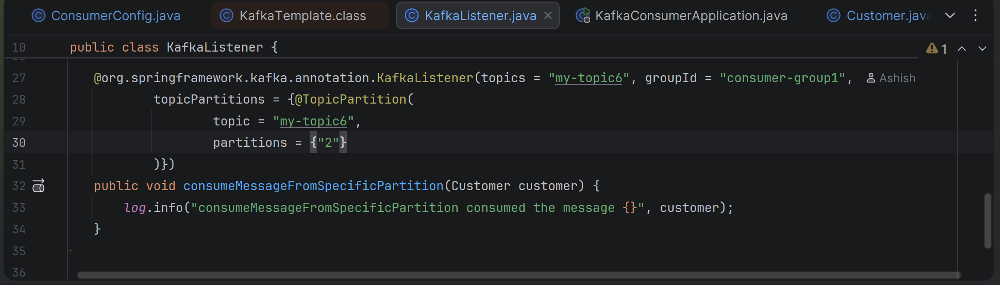 ConsumerConfig.java KafkaTemplate.class KafkaListener.java KafkaConsumerApplication.java Customer.java
10 public class KafkaListener {
1
27 @org.springframework.kafka.annotation.KafkaListener(topics = "my-topic6", groupId = "consumer-group1", Ashish
28 topicPartitions = {@TopicPartition(
29 topic = "my-topic6",
30 partitions = {"2"}
31 )})
32 public void consumeMessageFromSpecificPartition(Customer customer) {
33 log.info("consumeMessageFromSpecificPartition consumed the message {}", customer);
34 }
35
36